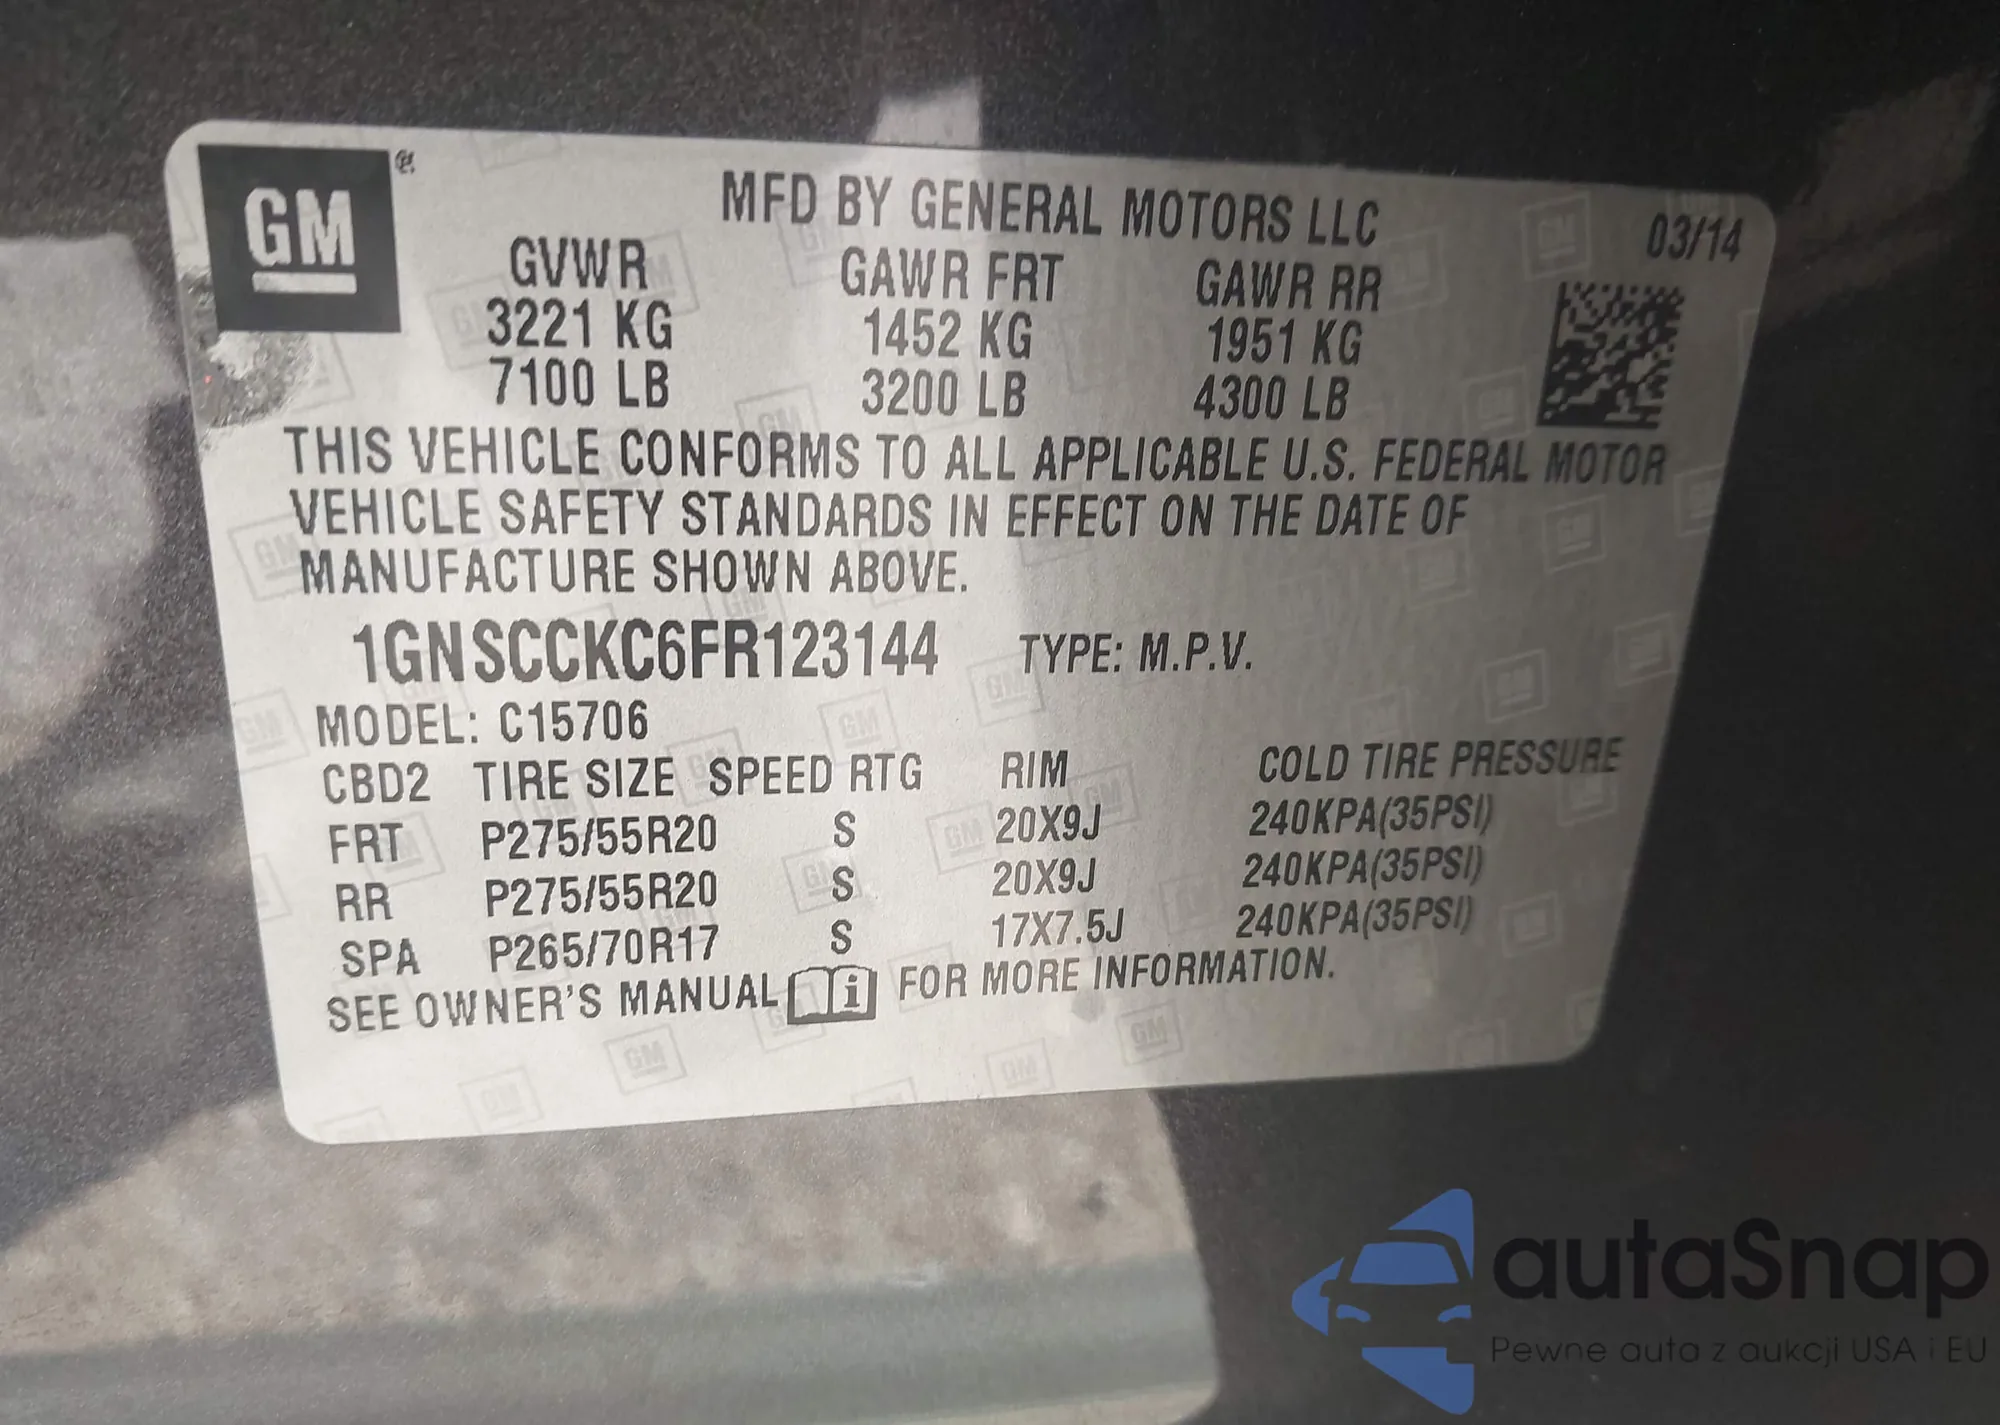 GM
MFD BY GENERAL MOTORS LLC 03/14
GVWR GAWR FRT GAWR RR
3221 KG 1452 KG 1951 KG
7100 LB 3200 LB 4300 LB
THIS VEHICLE CONFORMS TO ALL APPLICABLE U.S. FEDERAL MOTOR
VEHICLE SAFETY STANDARDS IN EFFECT ON THE DATE OF
MANUFACTURE SHOWN ABOVE.
1GNSCCKC6FR123144 TYPE: M.P.V.
MODEL: C15706
CBD2 TIRE SIZE SPEED RTG RIM COLD TIRE PRESSURE
FRT P275/55R20 S 20X9J 240KPA(35PSI)
RR P275/55R20 S 20X9J 240KPA(35PSI)
SPA P265/70R17 S 17X7.5J 240KPA(35PSI)
SEE OWNER'S MANUAL i FOR MORE INFORMATION.
autaSnap
Pewne auta z aukcji USA i EU